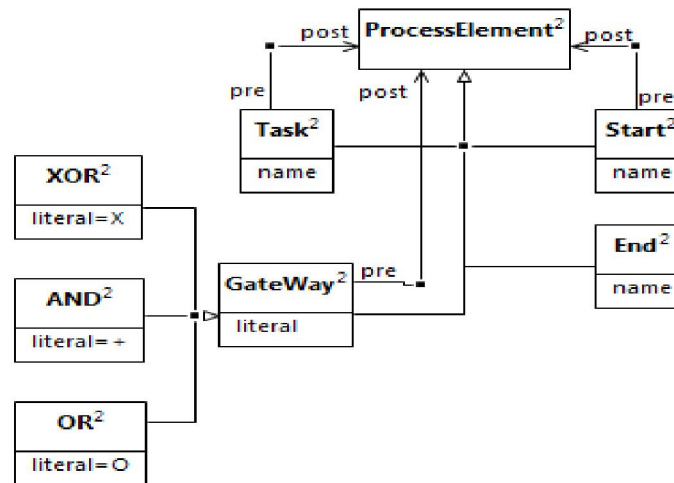 ProcessElement²
post
post
pre
post
pre
Task²
name
Start²
name
XOR²
literal=X
End²
name
GateWay²
literal
pre
AND²
literal=+
OR²
literal=O